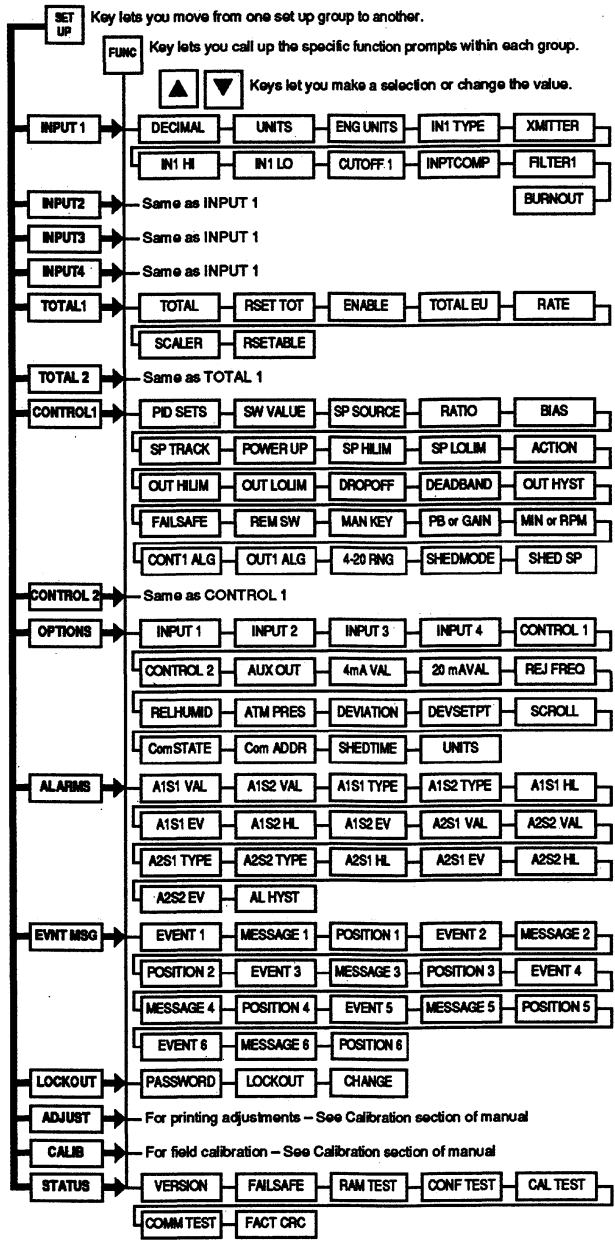 SET UP Key lets you move from one set up group to another.
FUNC Key lets you call up the specific function prompts within each group.
Keys let you make a selection or change the value.
INPUT 1 DECIMAL UNITS ENG UNITS IN1 TYPE XMITTER
IN1 HI IN1 LO CUTOFF 1 INPTCOMP FILTER1
BURNOUT
INPUT2 – Same as INPUT 1
INPUT3 – Same as INPUT 1
INPUT4 – Same as INPUT 1
TOTAL1 TOTAL RSET TOT ENABLE TOTAL EU RATE
SCALER RSETABLE
TOTAL 2 – Same as TOTAL 1
CONTROL1 PID SETS SW VALUE SP SOURCE RATIO BIAS
SP TRACK POWER UP SP HILIM SP LOLIM ACTION
OUT HILIM OUT LOLIM DROPOFF DEADBAND OUT HYST
FAILSAFE REM SW MAN KEY PB or GAIN MIN or RPM
CONT1 ALG OUT1 ALG 4-20 RNG SHEDMODE SHED SP
CONTROL 2 – Same as CONTROL 1
OPTIONS INPUT 1 INPUT 2 INPUT 3 INPUT 4 CONTROL 1
CONTROL 2 AUX OUT 4mA VAL 20 mAVAL REJ FREQ
RELHUMID ATM PRES DEVIATION DEVSETPT SCROLL
ComSTATE Com ADDR SHEDTIME UNITS
ALARMS A1S1 VAL A1S2 VAL A1S1 TYPE A1S2 TYPE A1S1 HL
A1S1 EV A1S2 HL A1S2 EV A2S1 VAL A2S2 VAL
A2S1 TYPE A2S2 TYPE A2S1 HL A2S1 EV A2S2 HL
A2S2 EV AL HYST
EVNT MSG EVENT 1 MESSAGE 1 POSITION 1 EVENT 2 MESSAGE 2
POSITION 2 EVENT 3 MESSAGE 3 POSITION 3 EVENT 4
MESSAGE 4 POSITION 4 EVENT 5 MESSAGE 5 POSITION 5
EVENT 6 MESSAGE 6 POSITION 6
LOCKOUT PASSWORD LOCKOUT CHANGE
ADJUST – For printing adjustments – See Calibration section of manual
CALIB – For field calibration – See Calibration section of manual
STATUS VERSION FAILSAFE RAM TEST CONF TEST CAL TEST
COMM TEST FACT CRC